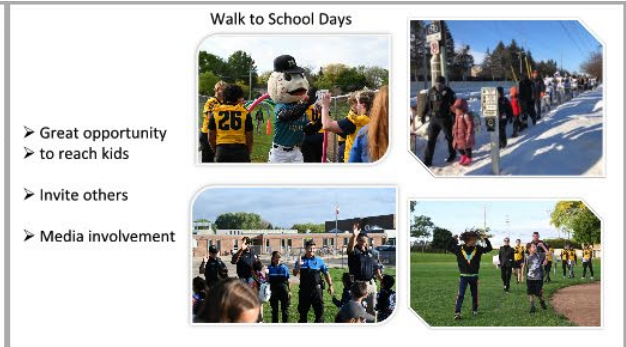 Walk to School Days
➢ Great opportunity
➢ to reach kids
➢ Invite others
➢ Media involvement
26